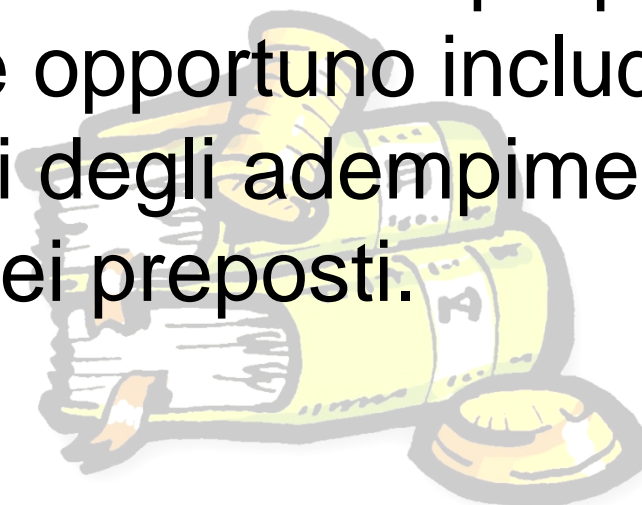 e opportuno includ
i degli adempime
ei preposti.